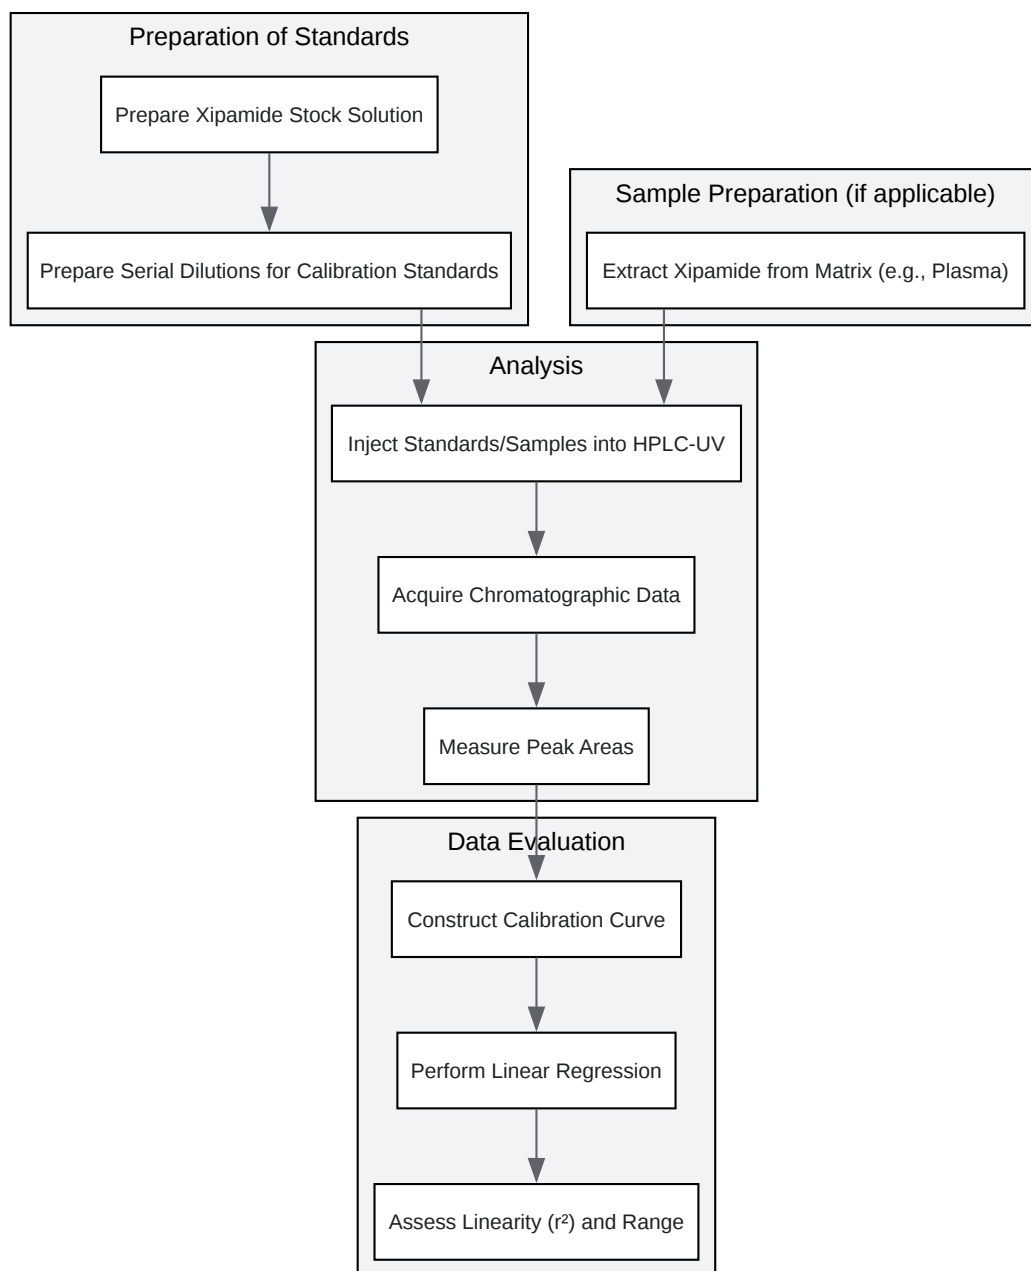 Preparation of Standards
Prepare Xipamide Stock Solution
Prepare Serial Dilutions for Calibration Standards
Sample Preparation (if applicable)
Extract Xipamide from Matrix (e.g., Plasma)
Analysis
Inject Standards/Samples into HPLC-UV
Acquire Chromatographic Data
Measure Peak Areas
Data Evaluation
Construct Calibration Curve
Perform Linear Regression
Assess Linearity (r²) and Range